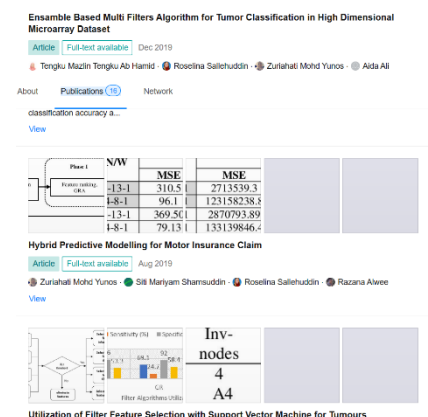 Ensamble Based Multi Filters Algorithm for Tumor Classification in High Dimensional
Microarray Dataset
Article Full-text available Dec 2019
Tengku Mazlin Tengku Ab Hamid · Roselina Sallehuddin · Zuriahati Mohd Yunos · Aida Ali
About Publications (16) Network
classification accuracy a...
View
Phase 1
Feature ranking,
GRA
N/W
MSE MSE
-13-1 310.5 2713539.3
4-8-1 96.1 123158238.8
-13-1 369.50 2870793.89
4-8-1 79.13 133139846.4
Hybrid Predictive Modelling for Motor Insurance Claim
Article Full-text available Aug 2019
Zuriahati Mohd Yunos · Siti Mariyam Shamsuddin · Roselina Sallehuddin · Razana Alwee
View
Sensitivity (%) Specific
92
Filter Algorithms Utiliz
Inv-
nodes
4
A4
Utilization of Filter Feature Selection with Support Vector Machine for Tumours